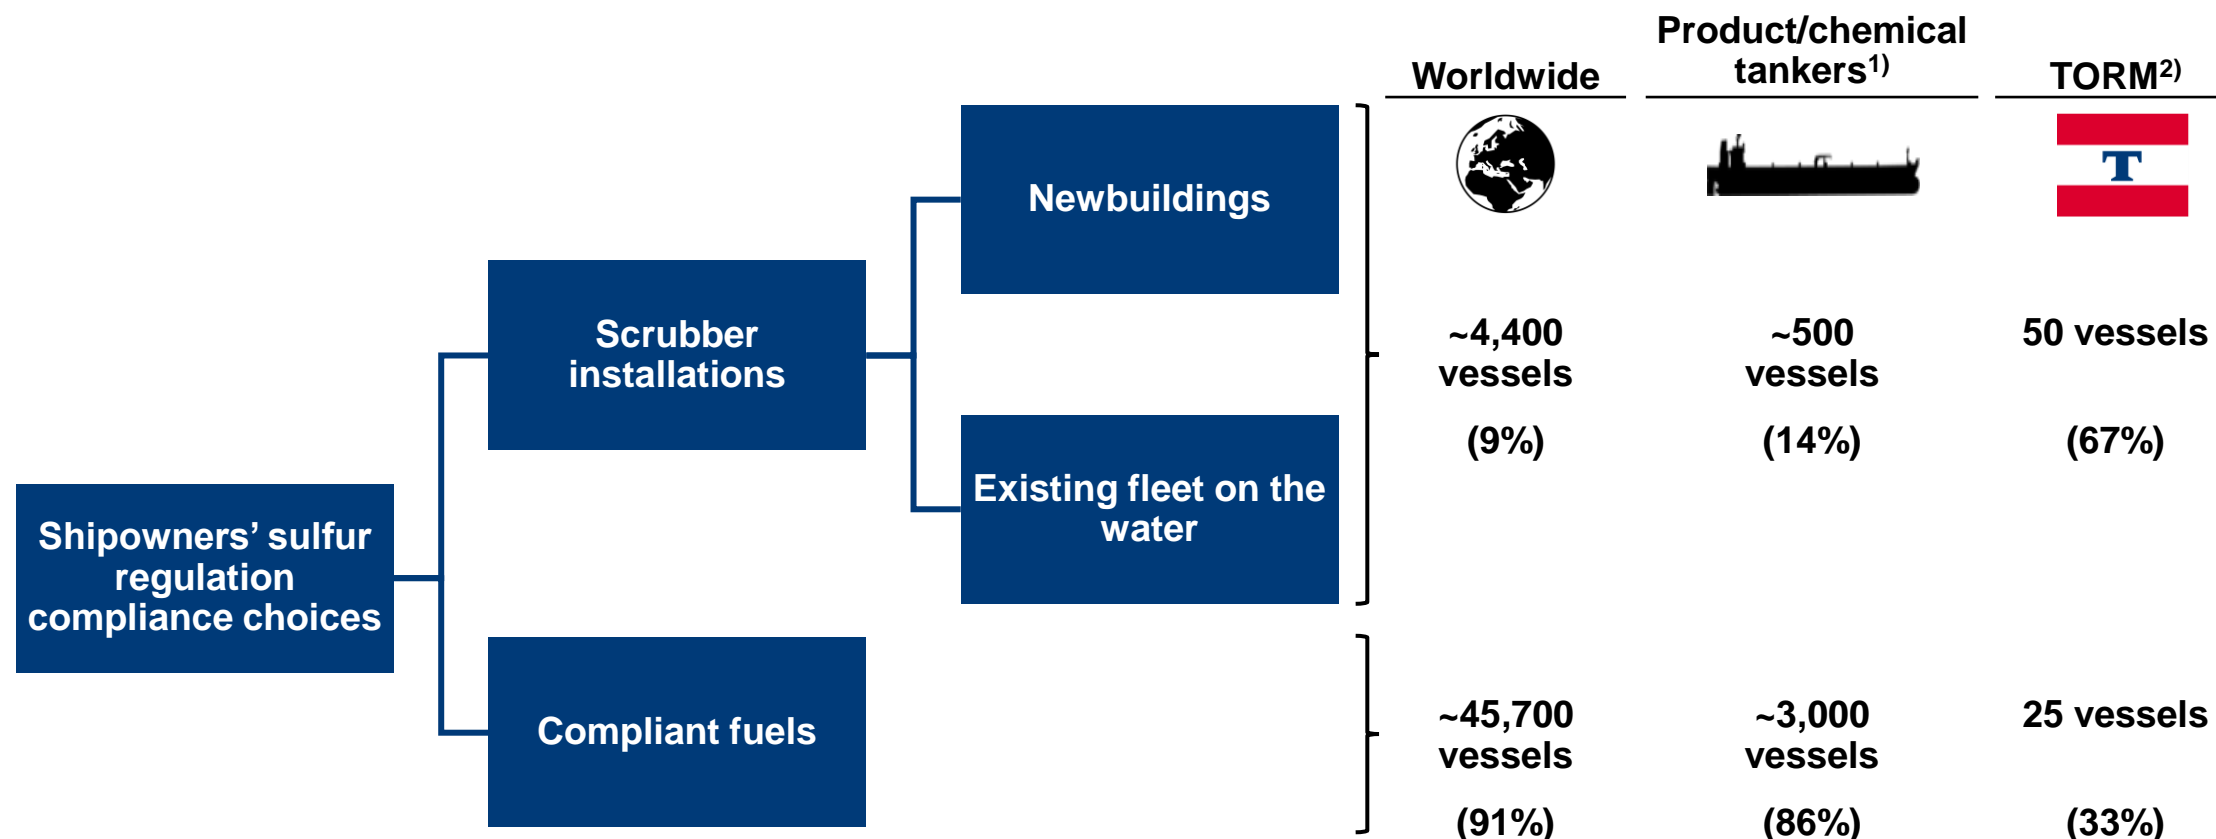 Product/chemical
Worldwide
tankers1)
TORM2)
T
Newbuildings
Scrubber
installations
~4,400
vessels
~500
vessels
50 vessels
(9%)
(14%)
(67%)
Existing fleet on the
water
Shipowners’ sulfur
regulation
compliance choices
Compliant fuels
~45,700
vessels
~3,000
vessels
25 vessels
(91%)
(86%)
(33%)